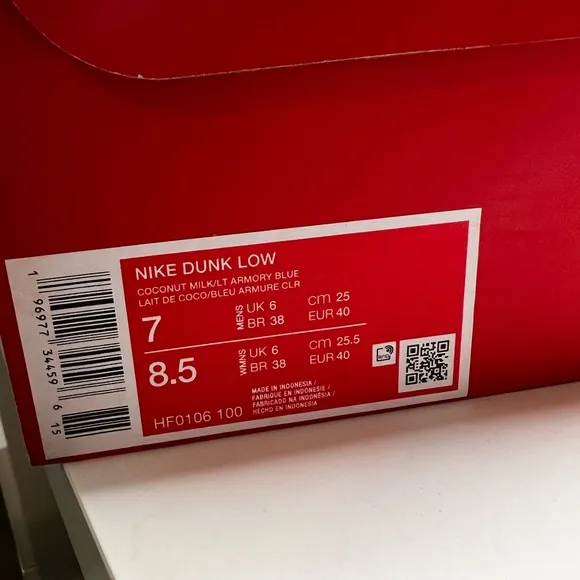 NIKE DUNK LOW
COCONUT MILK/LT ARMORY BLUE
LAIT DE COCO/BLEU ARMURE CLR
7 MENS UK 6 cm 25
BR 38 EUR 40
8.5 WMNS UK 6 cm 25.5
BR 38 EUR 40
HF0106 100
MADE IN INDONESIA /
FABRIQUE EN INDONESIE /
FABRICADO NA INDONÉSIA /
HECHO EN INDONESIA
1 96977 34459 6 15